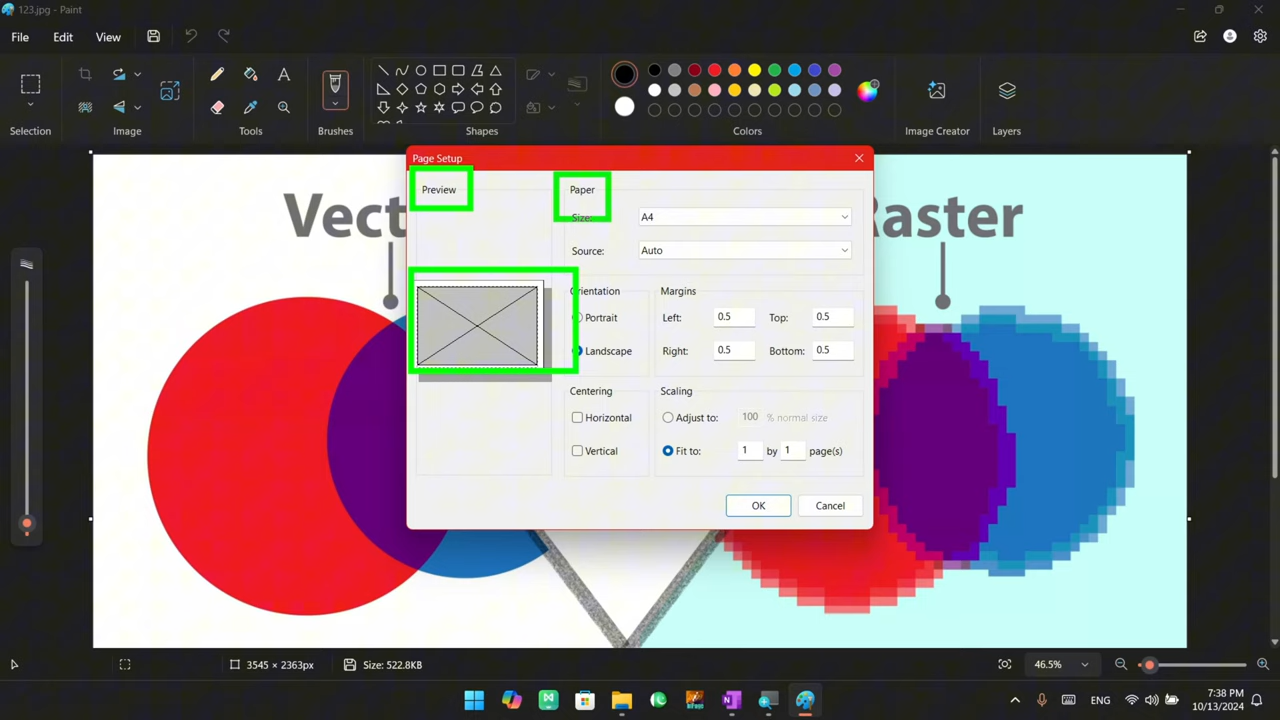 123.jpg - Paint
File Edit View
Selection Image Tools Brushes Shapes Colors Image Creator Layers
Page Setup
Preview Paper
Size: A4
Source: Auto
Orientation Margins
Portrait Left: 0.5 Top: 0.5
Landscape Right: 0.5 Bottom: 0.5
Centering Scaling
Horizontal Adjust to: 100 % normal size
Vertical Fit to: 1 by 1 page(s)
OK Cancel
3545 × 2363px Size: 522.8KB 46.5%
ENG 7:38 PM
10/13/2024